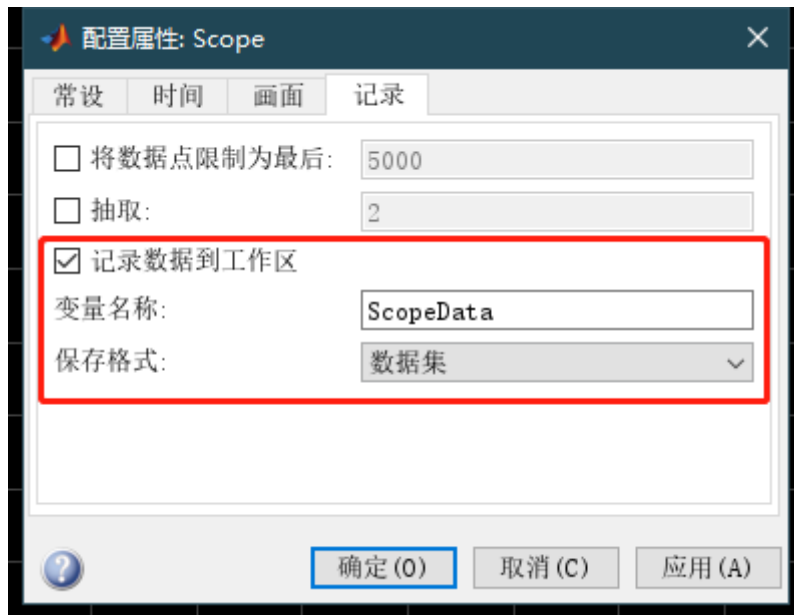 配置属性: Scope
常设 时间 画面 记录
将数据点限制为最后: 5000
抽取: 2
记录数据到工作区
变量名称: ScopeData
保存格式: 数据集
? 确定(O) 取消(C) 应用(A)